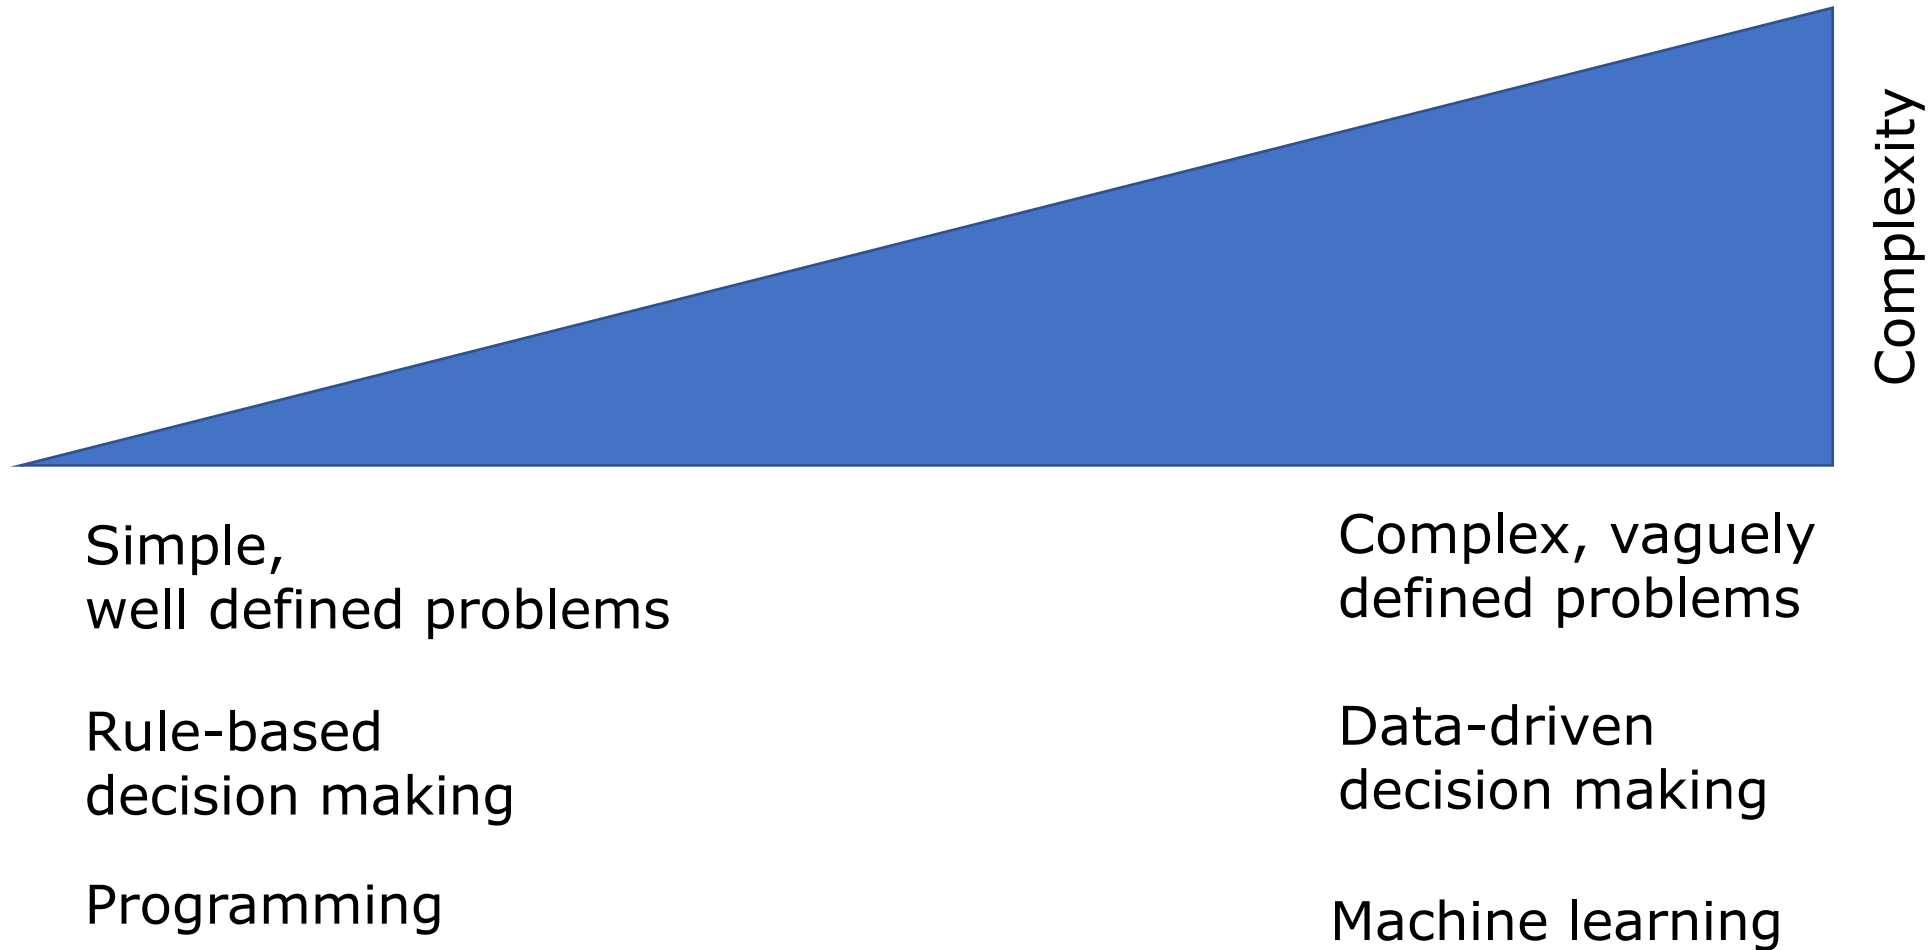 Complexity
Simple,
well defined problems
Rule-based
decision making
Programming
Complex, vaguely
defined problems
Data-driven
decision making
Machine learning